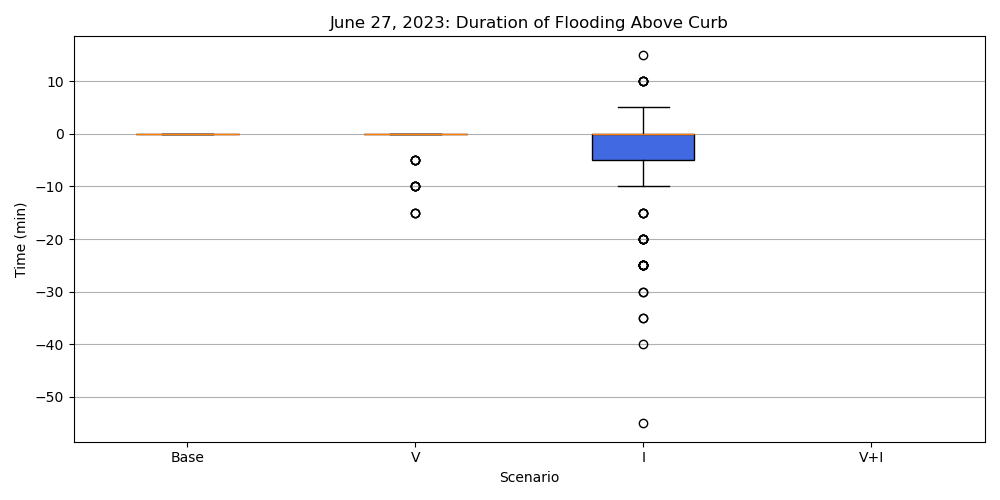 June 27, 2023: Duration of Flooding Above Curb
10
0
−10
−20
−30
−40
−50
Time (min)
Base
V
I
V+I
Scenario